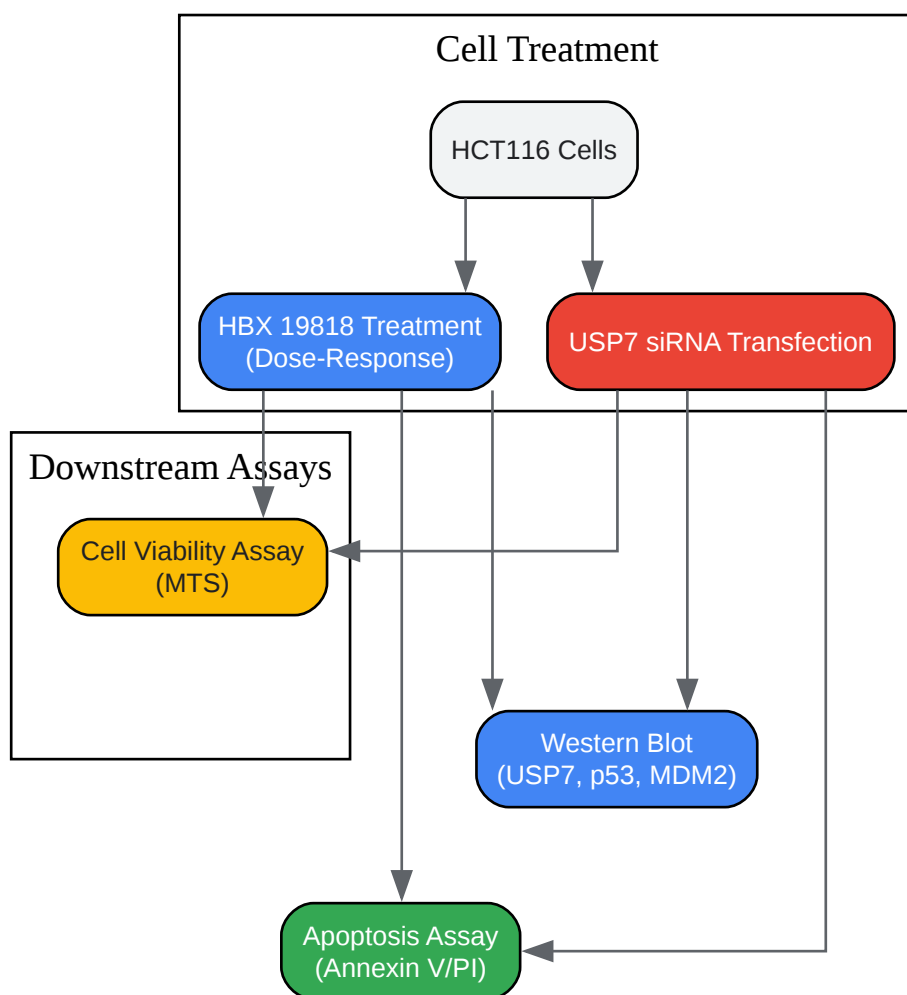 Cell Treatment
HCT116 Cells
HBX 19818 Treatment
(Dose-Response)
USP7 siRNA Transfection
Downstream Assays
Cell Viability Assay
(MTS)
Western Blot
(USP7, p53, MDM2)
Apoptosis Assay
(Annexin V/PI)